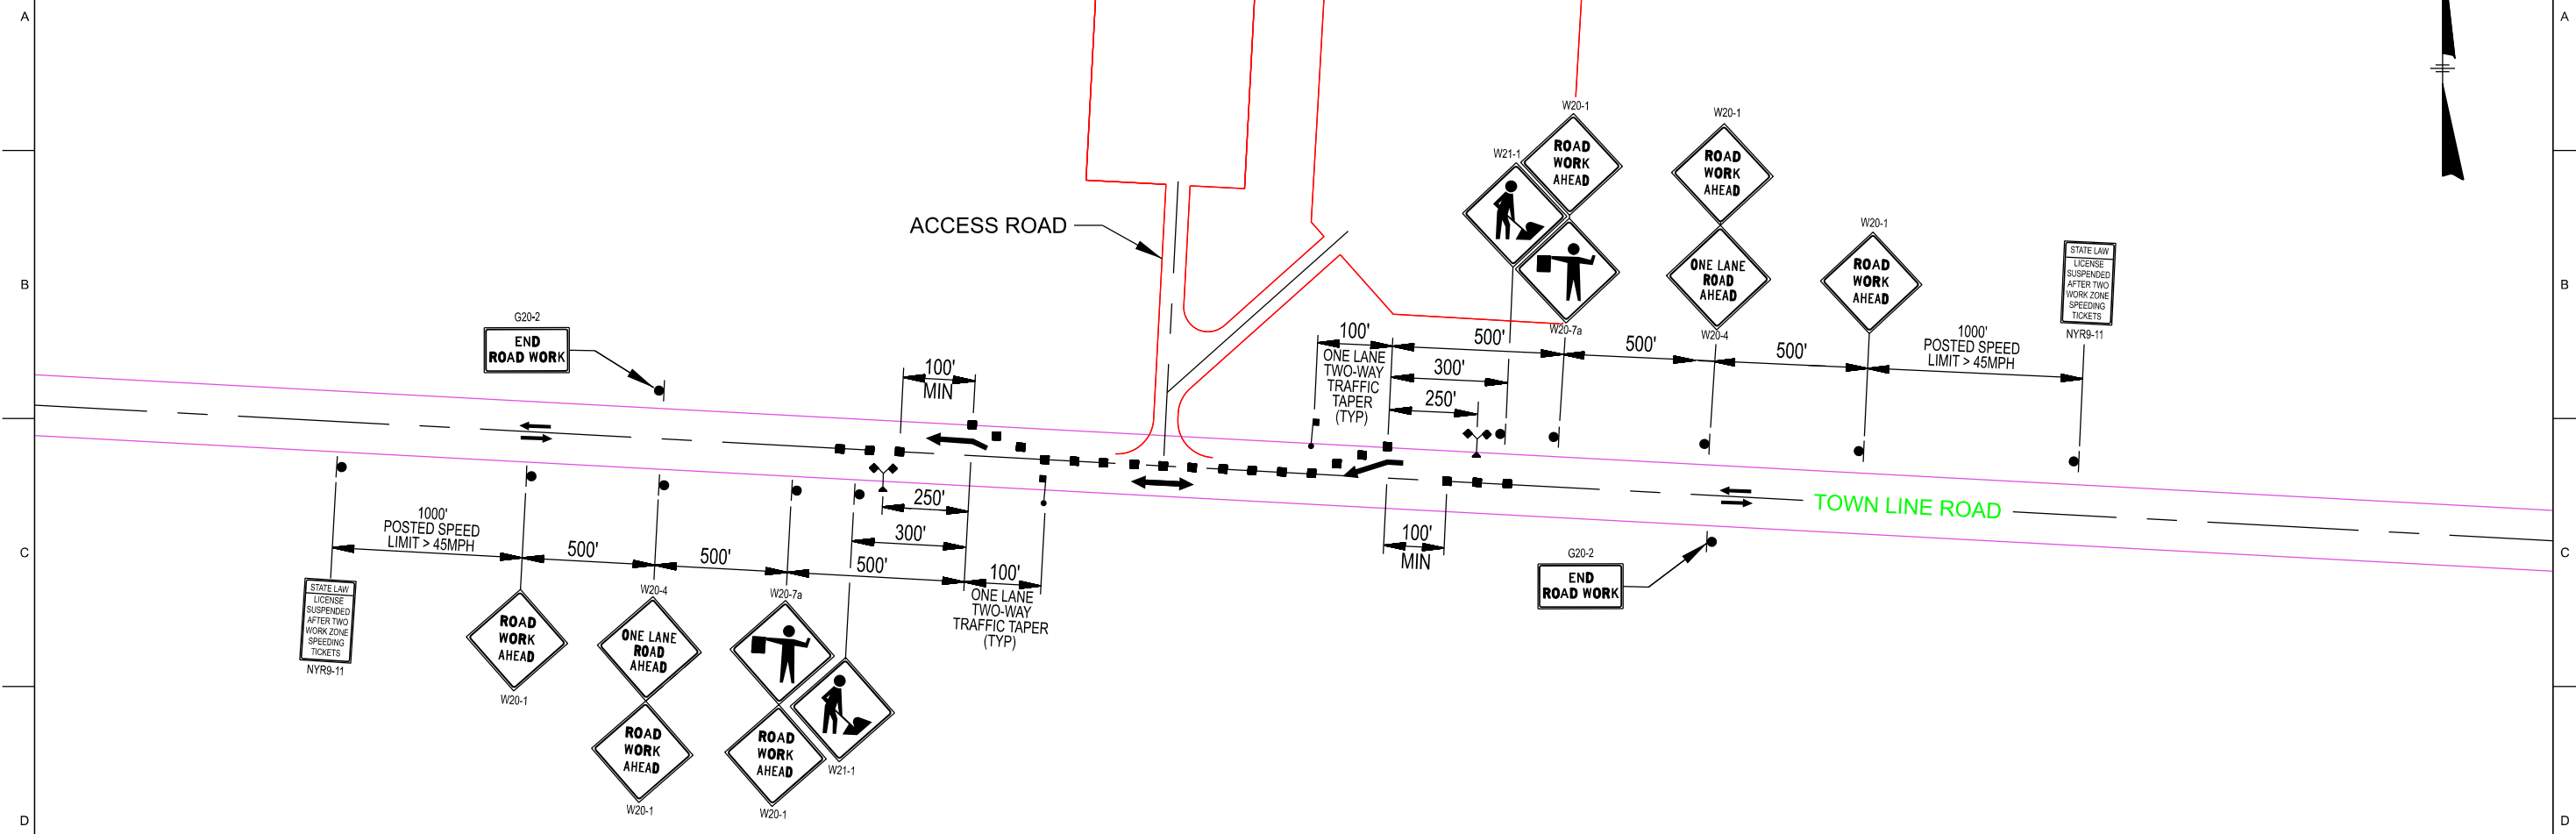 A
A
W20-1
ROAD
WORK
AHEAD
W20-1
ROAD
WORK
AHEAD
W21-1
ACCESS ROAD
W20-7a
ONE LANE
ROAD
AHEAD
W20-4
W20-1
ROAD
WORK
AHEAD
STATE LAW
LICENSE
SUSPENDED
AFTER TWO
WORK ZONE
SPEEDING
TICKETS
NYR9-11
B
B
G20-2
END
ROAD WORK
100'
MIN
100'
ONE LANE
TWO-WAY
TRAFFIC
TAPER
(TYP)
500'
500'
500'
1000'
POSTED SPEED
LIMIT > 45MPH
300'
250'
TOWN LINE ROAD
250'
300'
500'
100'
ONE LANE
TWO-WAY
TRAFFIC TAPER
(TYP)
100'
MIN
1000'
POSTED SPEED
LIMIT > 45MPH
500'
500'
C
C
G20-2
END
ROAD WORK
STATE LAW
LICENSE
SUSPENDED
AFTER TWO
WORK ZONE
SPEEDING
TICKETS
NYR9-11
ROAD
WORK
AHEAD
W20-1
W20-4
ONE LANE
ROAD
AHEAD
ROAD
WORK
AHEAD
W20-1
W20-7a
ROAD
WORK
AHEAD
W20-1
W21-1
D
D